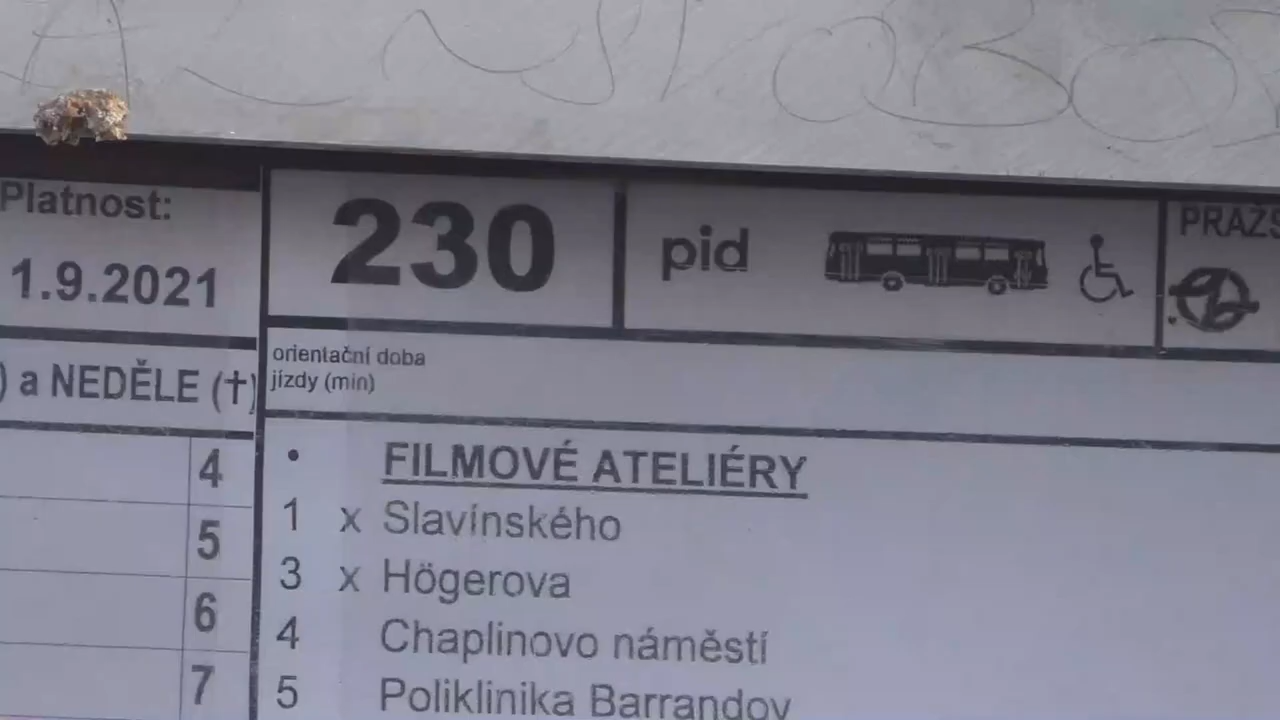 Platnost:
1.9.2021
) a NEDĚLE (†)
4
5
6
7
230
pid
PRAŽS
orientační doba
jízdy (min)
• FILMOVÉ ATELIÉRY
1 x Slavínského
3 x Högerova
4 Chaplinovo náměstí
5 Poliklinika Barrandov